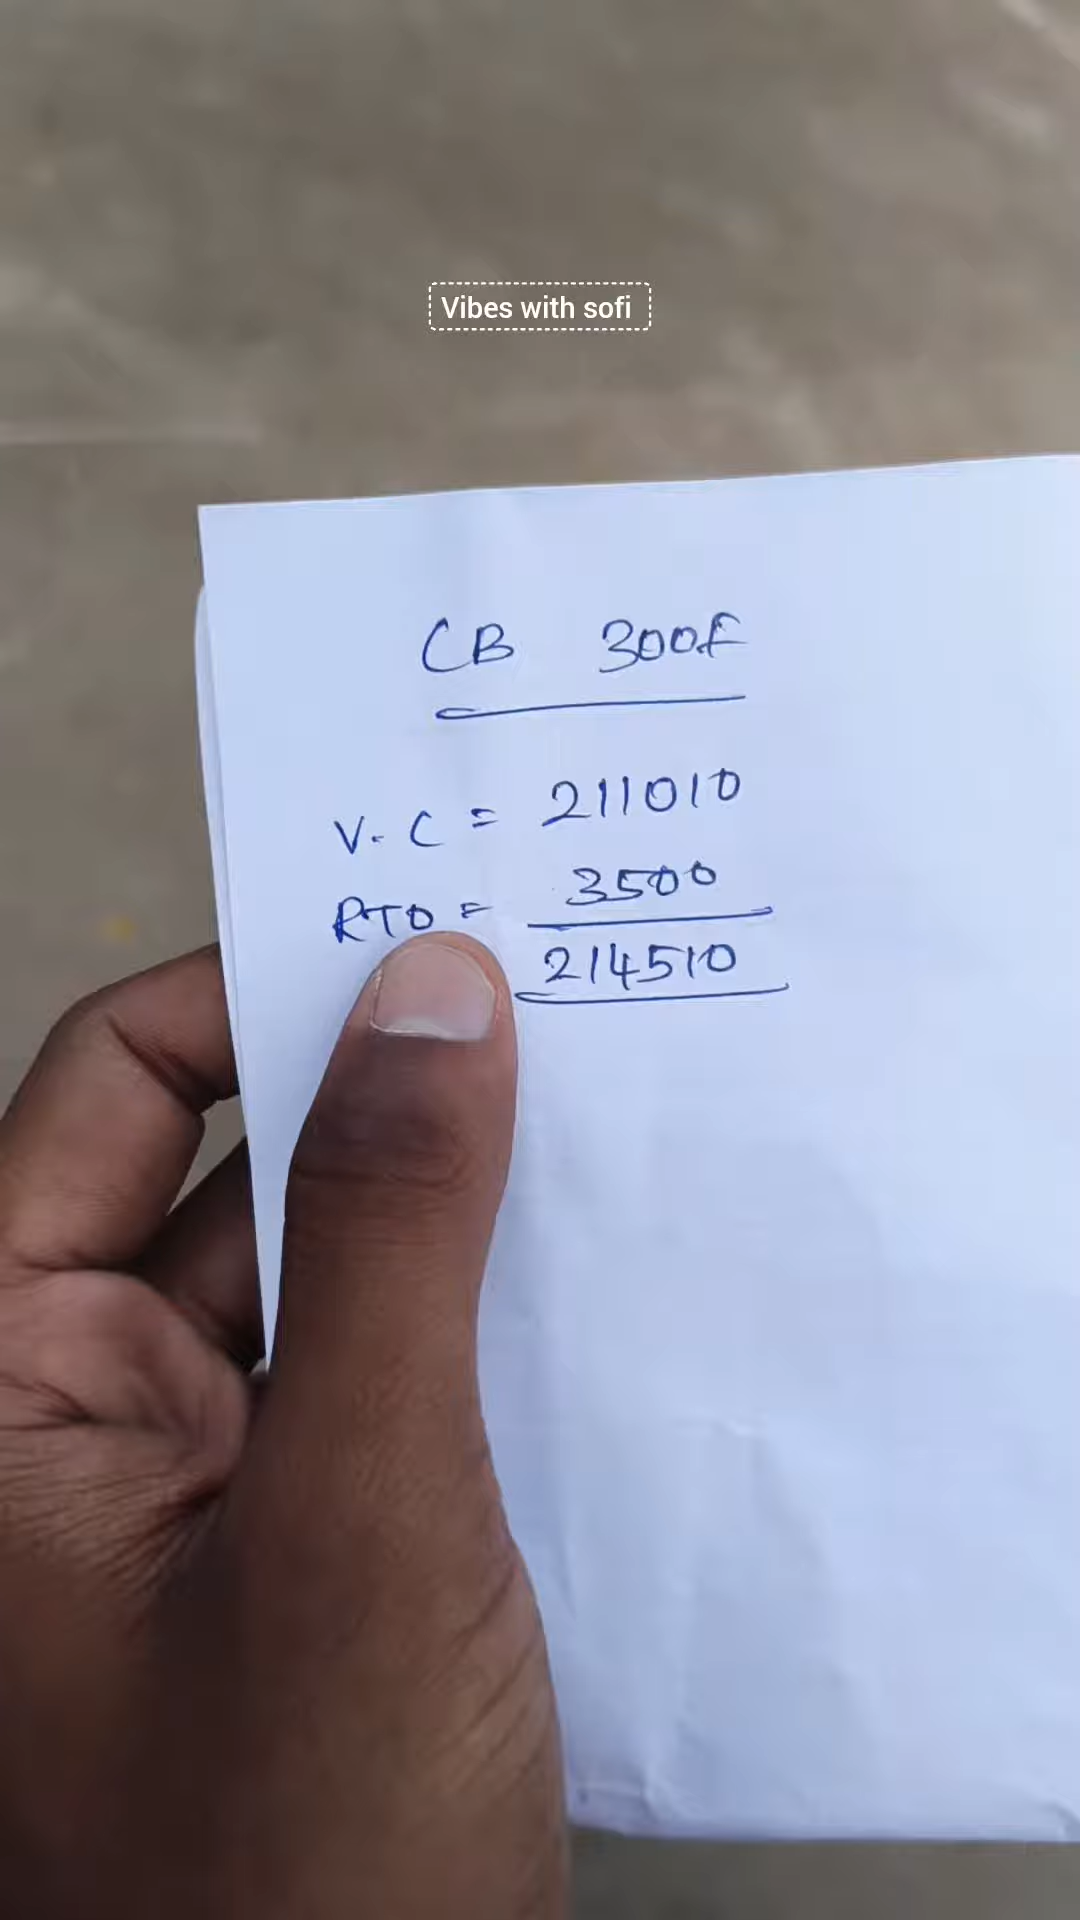 Vibes with sofi
CB 300F
V.C = 211010
RTO = 3500
214510